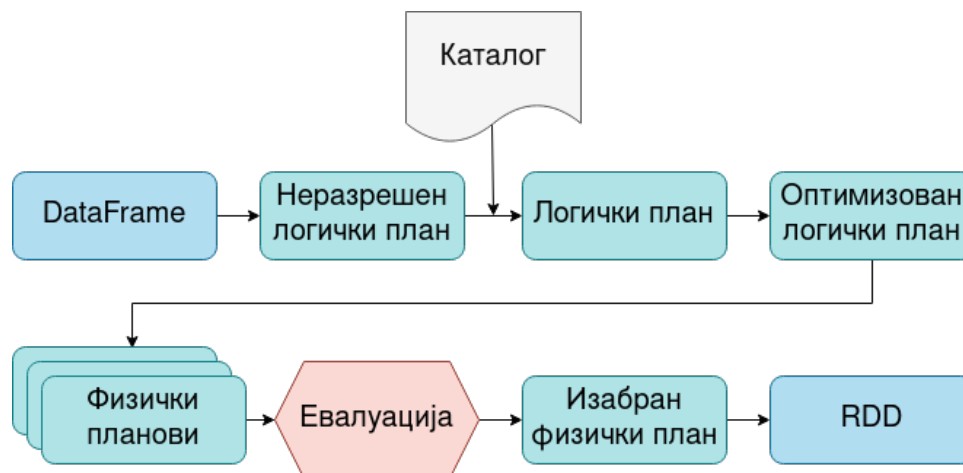 Каталог
DataFrame
Неразрешен
логички план
Логички план
Оптимизован
логички план
Физички
планови
Евалуација
Изабран
физички план
RDD